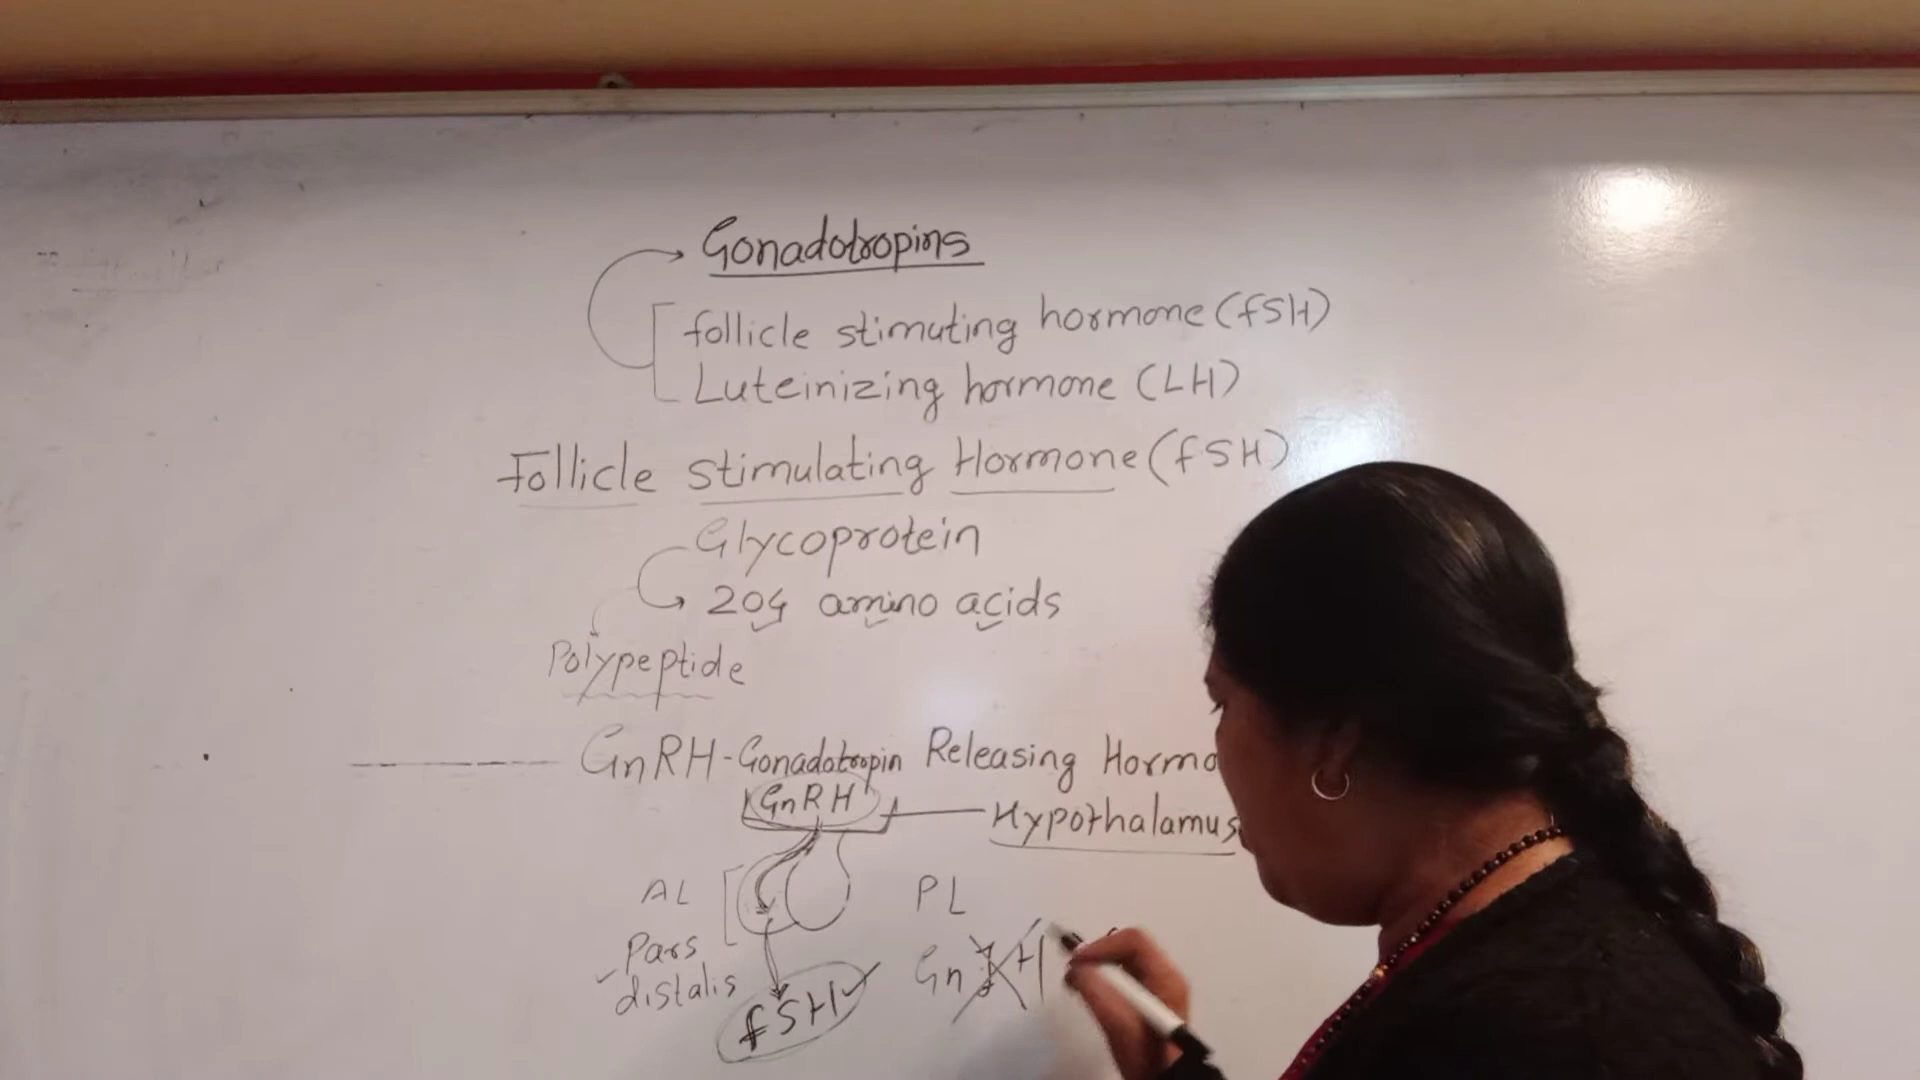 Gonadotropins
follicle stimuting hormone (fSH)
Luteinizing hormone (LH)
Follicle stimulating Hormone (fSH)
Glycoprotein
204 amino acids
Polypeptide
GnRH - Gonadotropin Releasing Hormo
GnRH
Hypothalamus
AL
PL
Pars
distalis
fSH
Gn